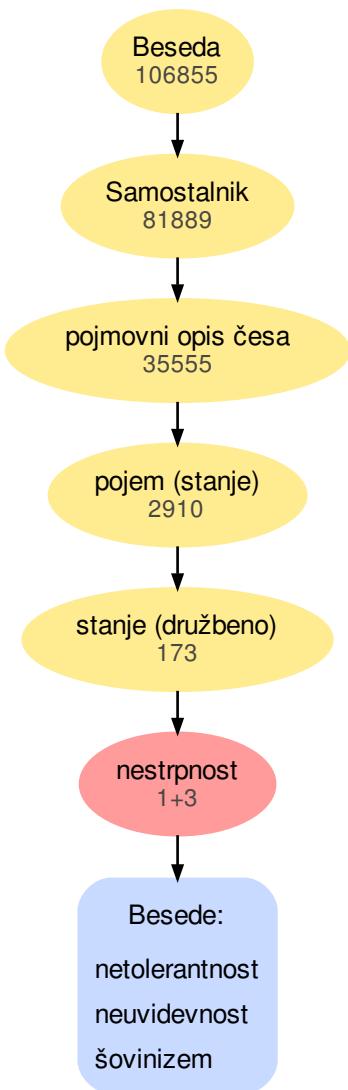 Beseda
106855
Samostalnik
81889
pojmovni opis česa
35555
pojem (stanje)
2910
stanje (družbeno)
173
nestrpnost
1+3
Besede:
netolerantnost
neuvidevnost
šovinizem